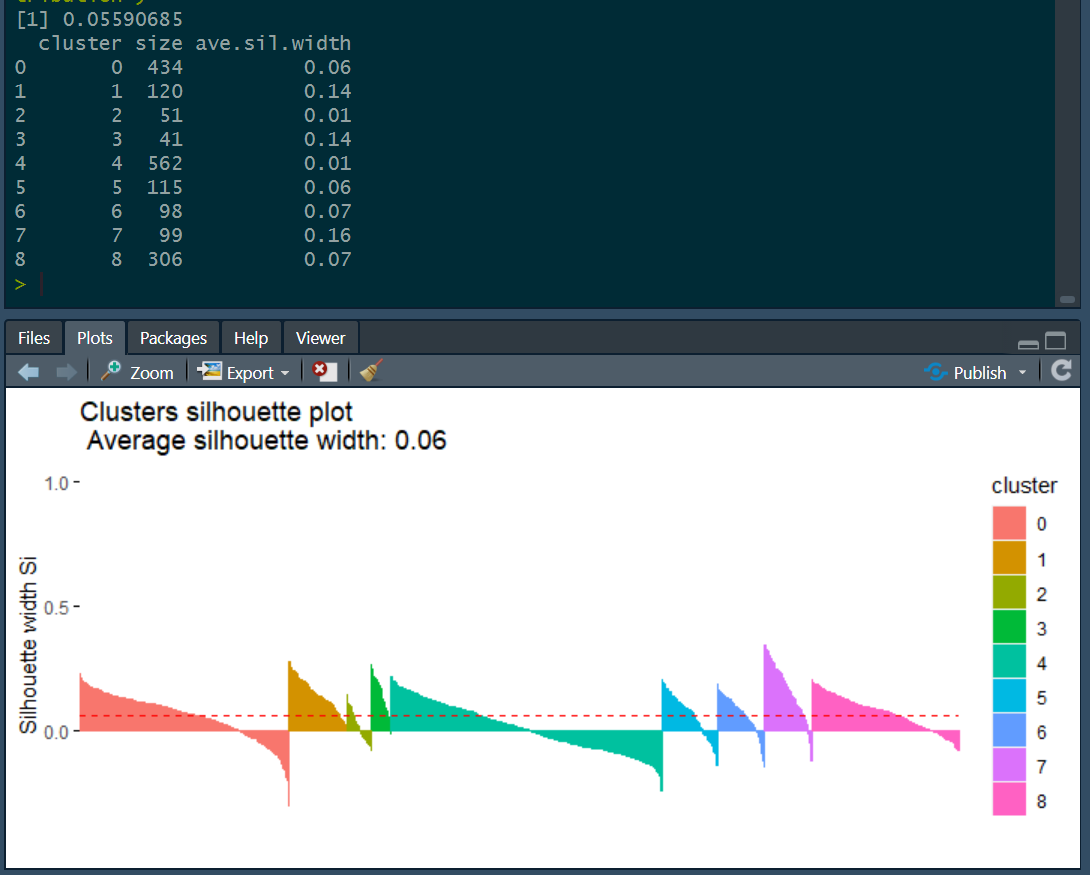 [1] 0.05590685
cluster size ave.sil.width
0 0 434 0.06
1 1 120 0.14
2 2 51 0.01
3 3 41 0.14
4 4 562 0.01
5 5 115 0.06
6 6 98 0.07
7 7 99 0.16
8 8 306 0.07
>
Files Plots Packages Help Viewer
Zoom Export Publish
Clusters silhouette plot
Average silhouette width: 0.06
1.0
0.5
0.0
Silhouette width Si
cluster
0
1
2
3
4
5
6
7
8